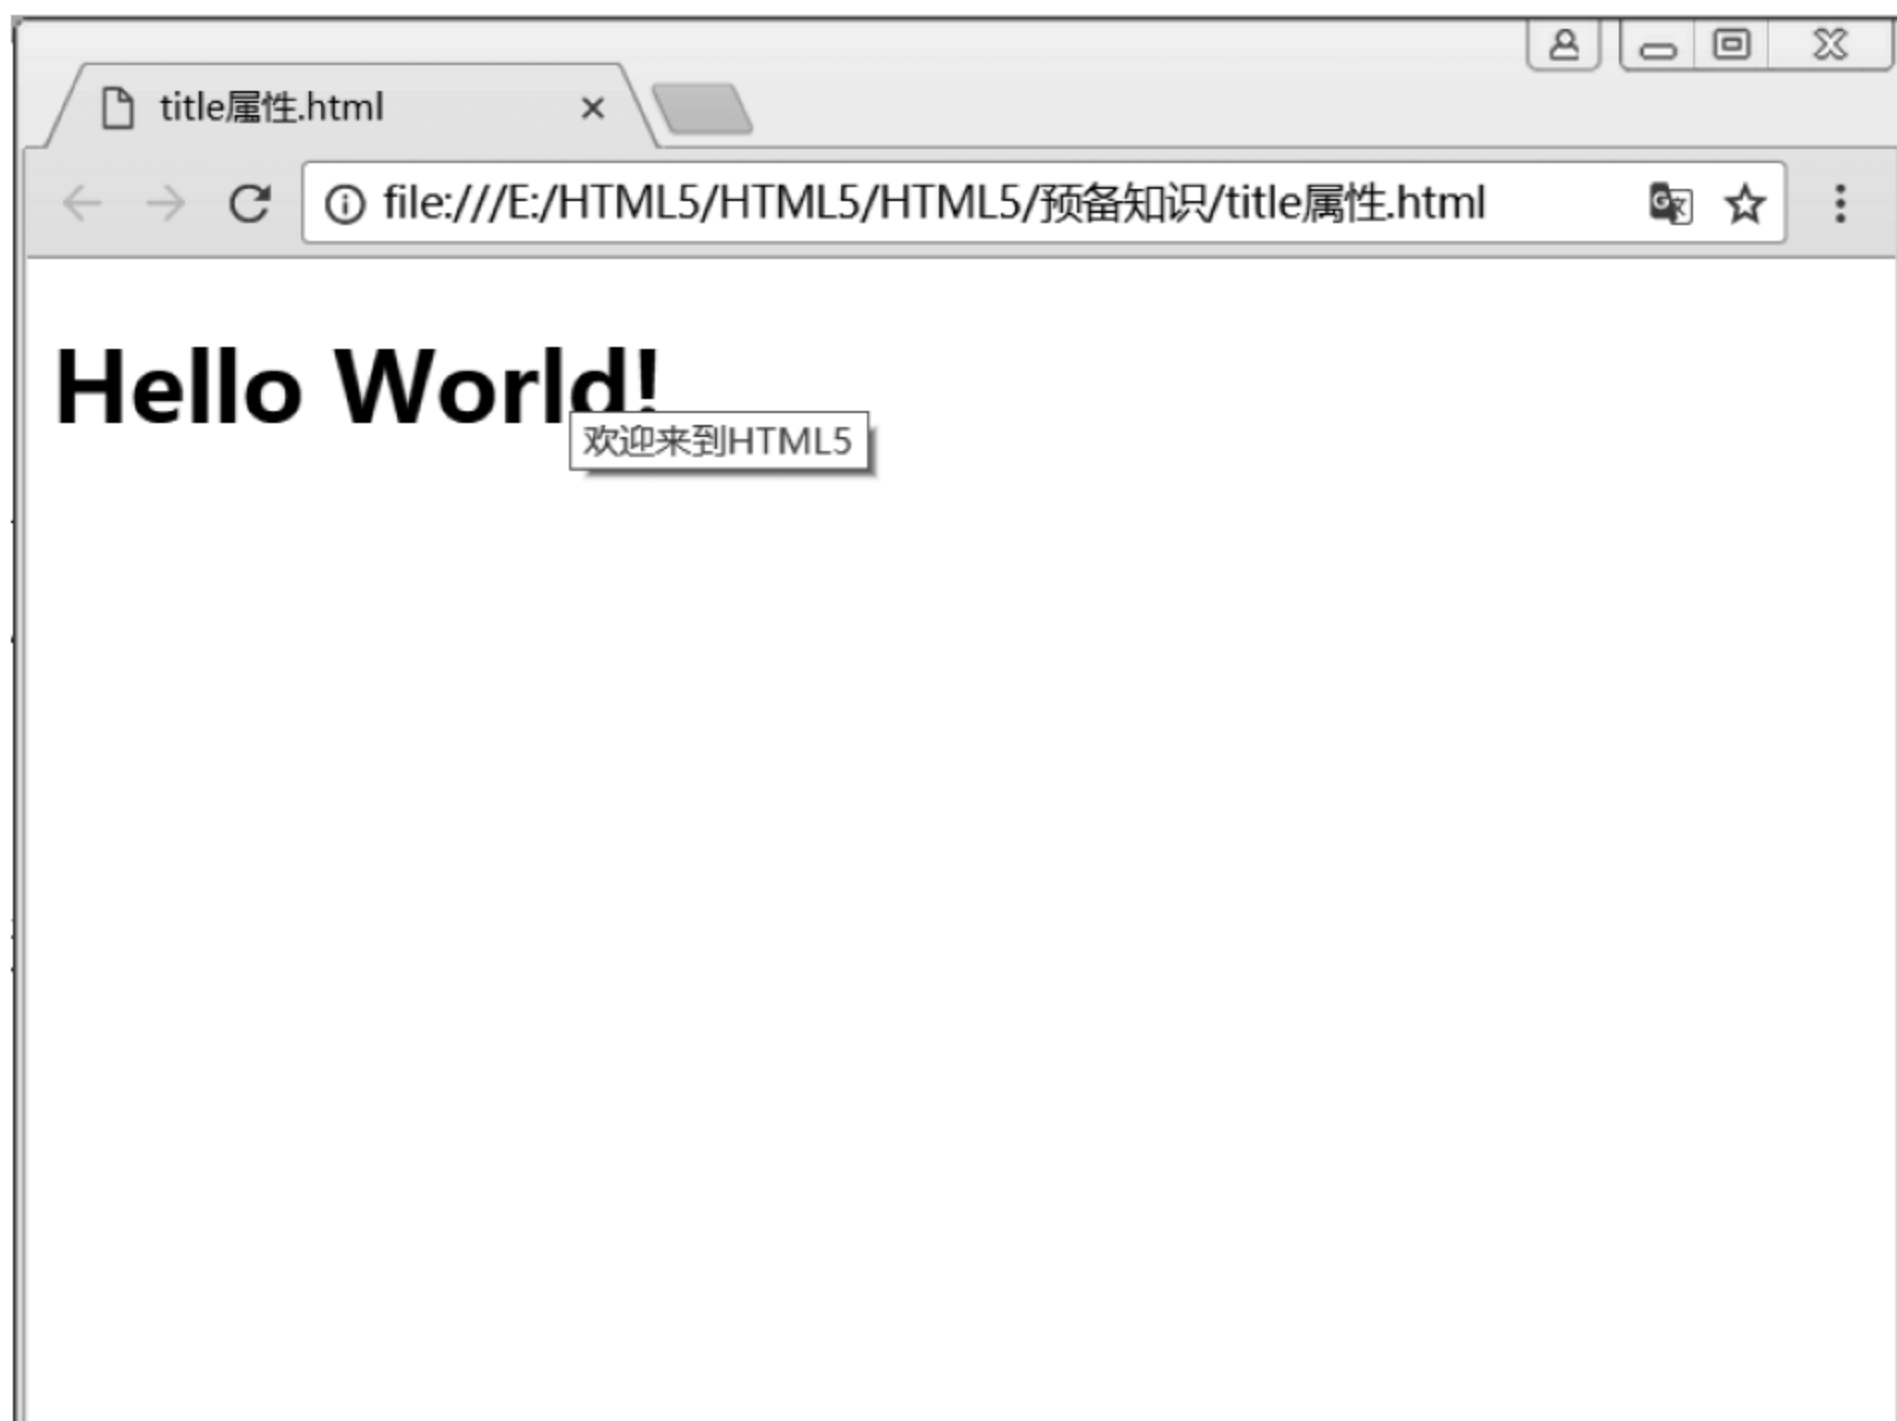 title属性.html
file:///E:/HTML5/HTML5/HTML5/预备知识/title属性.html
Hello World!
欢迎来到HTML5